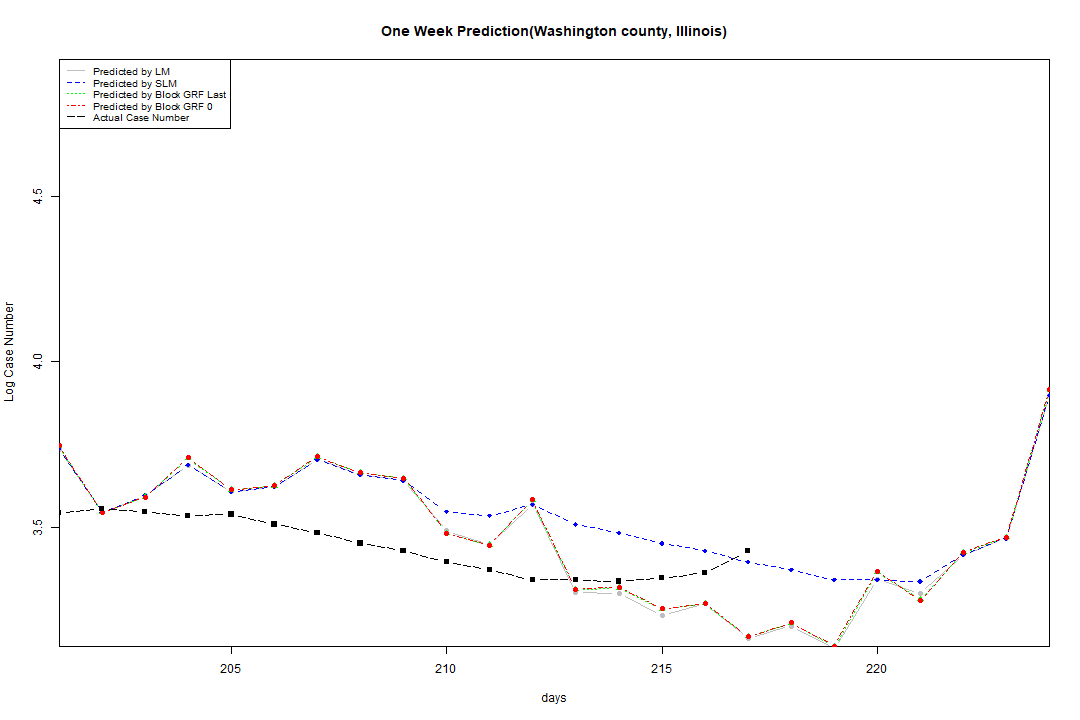 One Week Prediction(Washington county, Illinois)
Predicted by LM
Predicted by SLM
Predicted by Block GRF Last
Predicted by Block GRF 0
Actual Case Number
Log Case Number
4.5
4.0
3.5
205 210 215 220
days